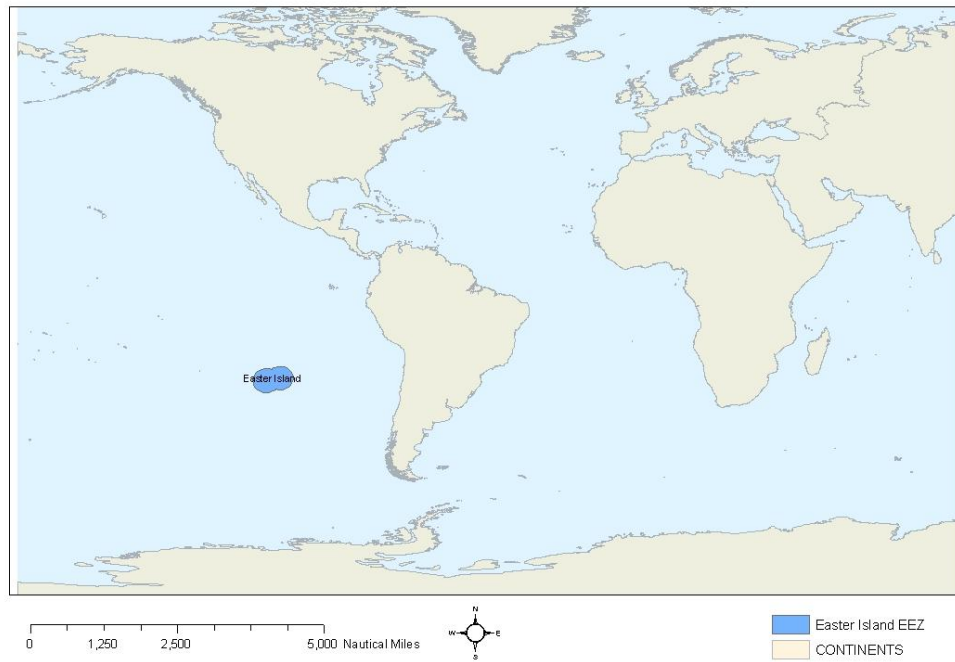 Easter Island
N
W E
S
0 1,250 2,500 5,000 Nautical Miles
Easter Island EEZ
CONTINENTS